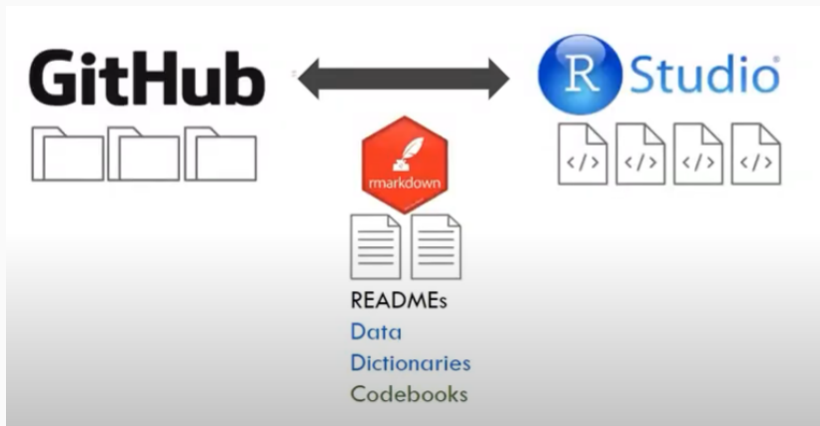 GitHub
R Studio
rmarkdown
</> </> </> </>
READMEs
Data
Dictionaries
Codebooks